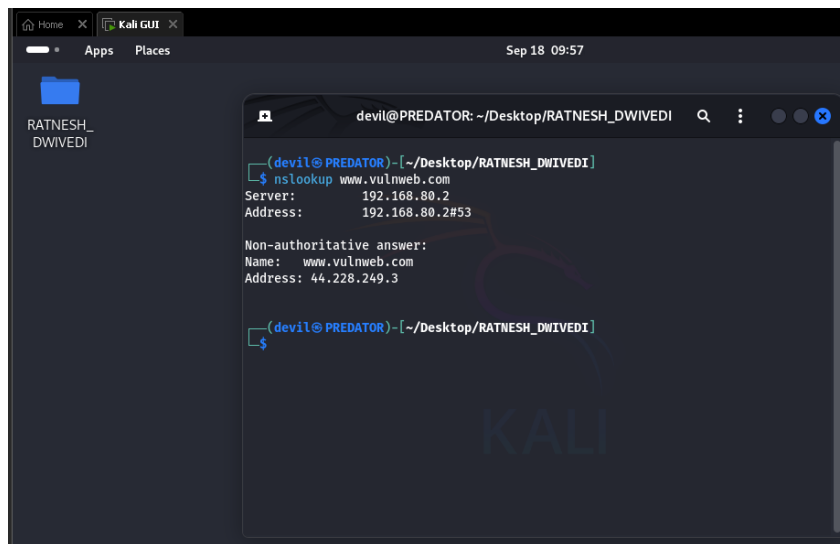 Home
Kali GUI
Apps Places Sep 18 09:57
RATNESH_
DWIVEDI
devil@PREDATOR: ~/Desktop/RATNESH_DWIVEDI
┌──(devil㉿PREDATOR)-[~/Desktop/RATNESH_DWIVEDI]
└─$ nslookup www.vulnweb.com
Server: 192.168.80.2
Address: 192.168.80.2#53
Non-authoritative answer:
Name: www.vulnweb.com
Address: 44.228.249.3
┌──(devil㉿PREDATOR)-[~/Desktop/RATNESH_DWIVEDI]
└─$
KALI